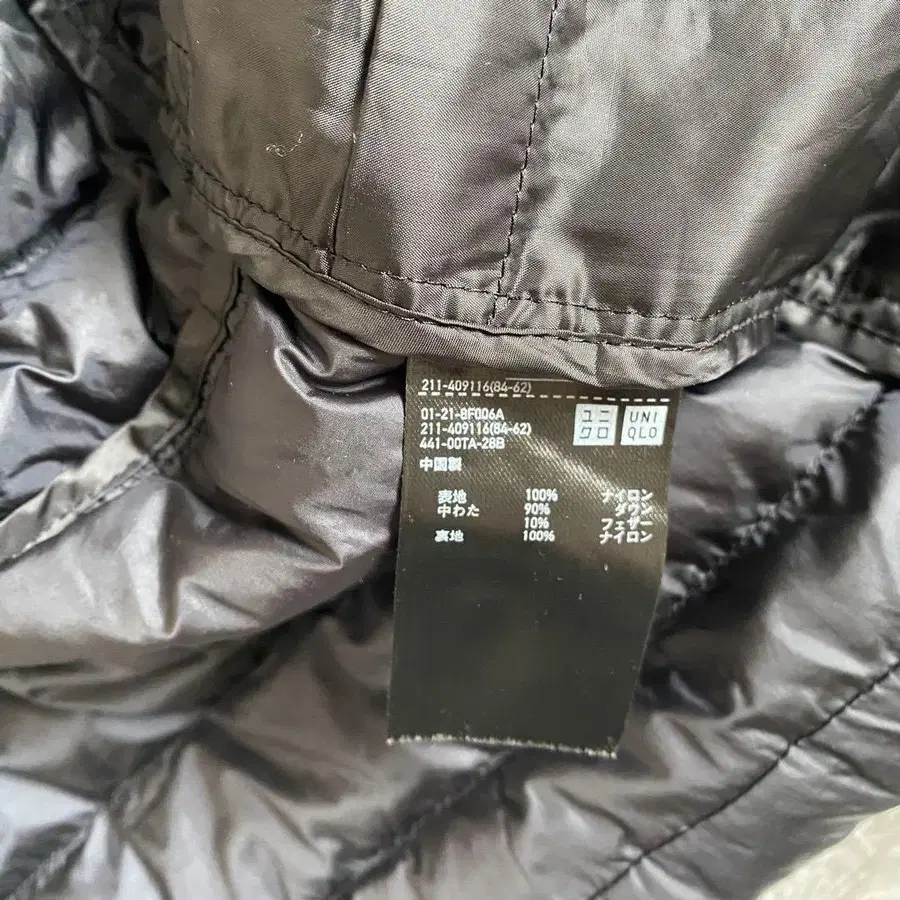 211-409116(84-62)
01-21-8F006A
211-409116(84-62)
441-00TA-28B
ユニ
クロ
UNI
QLO
中国製
表地 100% ナイロン
中わた 90% ダウン
10% フェザー
裏地 100% ナイロン